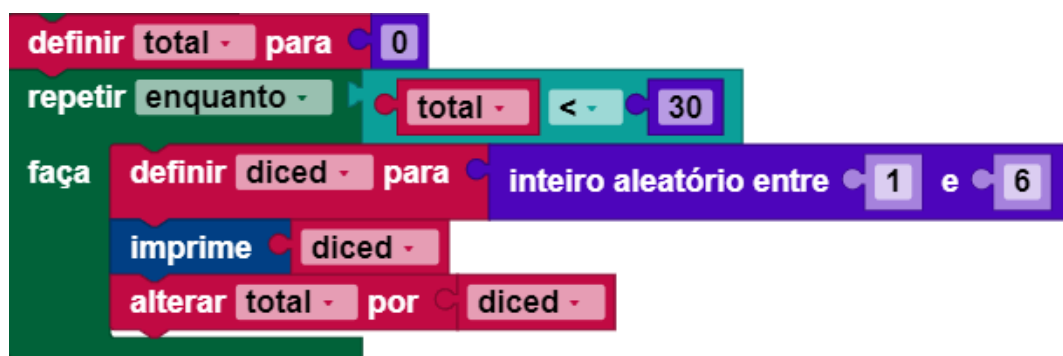 definir total para 0
repetir enquanto total < 30
faça definir diced para inteiro aleatório entre 1 e 6
imprime diced
alterar total por diced